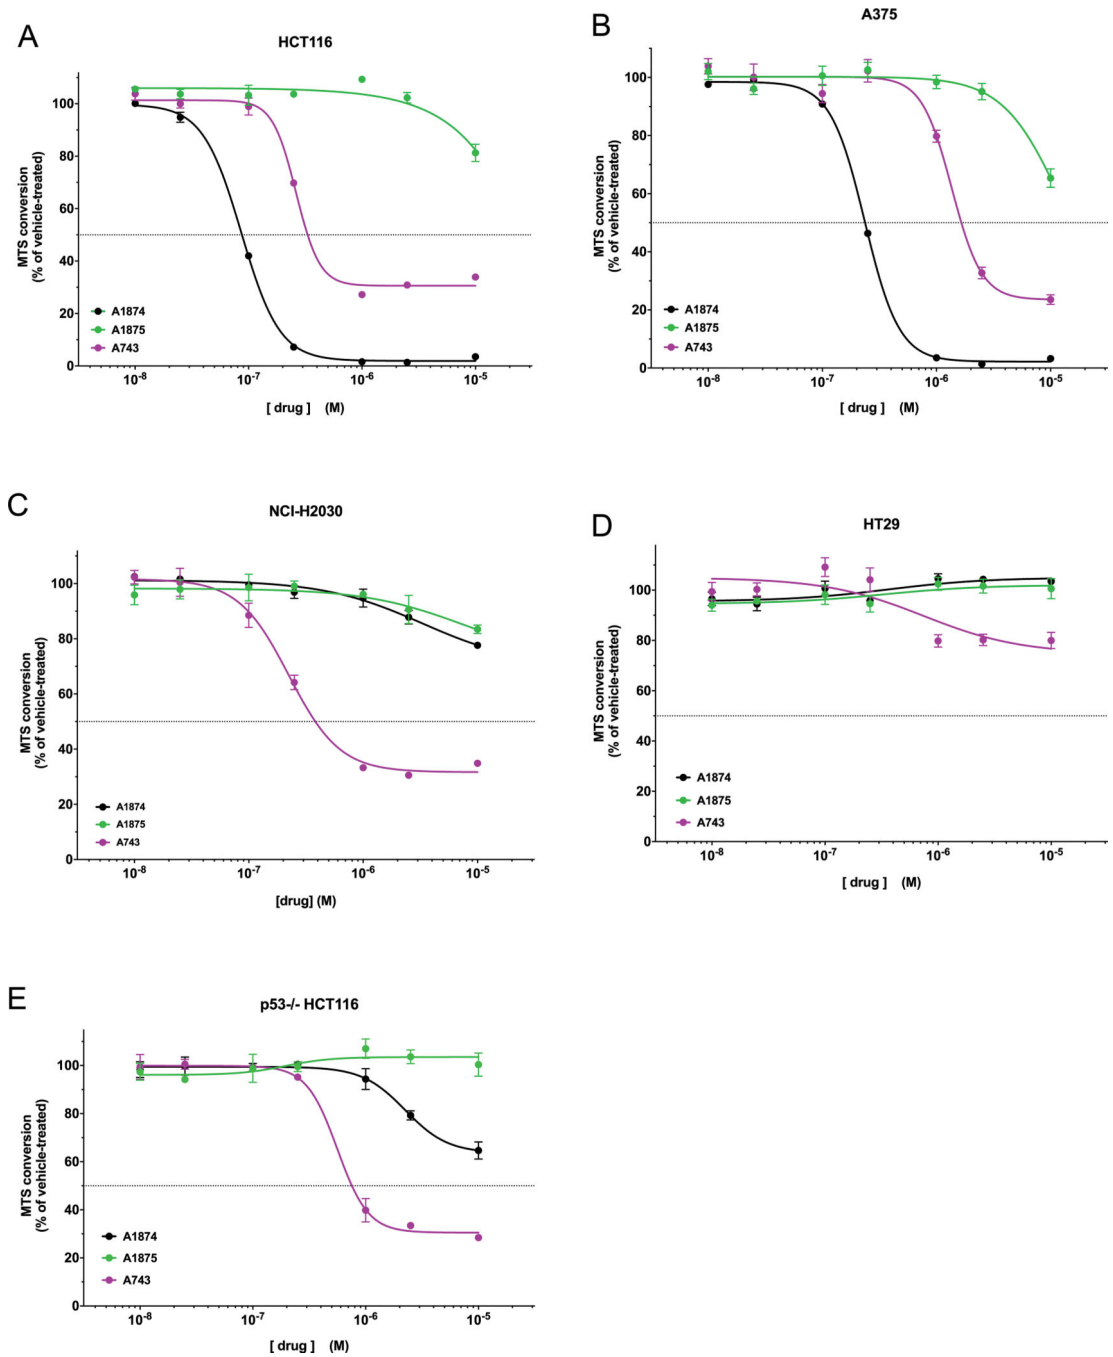 A
HCT116
MTS conversion
(% of vehicle-treated)
100
80
60
40
20
0
A1874
A1875
A743
10-8
10-7
10-6
10-5
[ drug ] (M)
B
A375
MTS conversion
(% of vehicle-treated)
100
80
60
40
20
0
A1874
A1875
A743
10-8
10-7
10-6
10-5
[ drug ] (M)
C
NCI-H2030
MTS conversion
(% of vehicle-treated)
100
80
60
40
20
0
A1874
A1875
A743
10-8
10-7
10-6
10-5
[drug] (M)
D
HT29
MTS conversion
(% of vehicle-treated)
100
80
60
40
20
0
A1874
A1875
A743
10-8
10-7
10-6
10-5
[ drug ] (M)
E
p53-/- HCT116
MTS conversion
(% of vehicle-treated)
100
80
60
40
20
0
A1874
A1875
A743
10-8
10-7
10-6
10-5
[ drug ] (M)